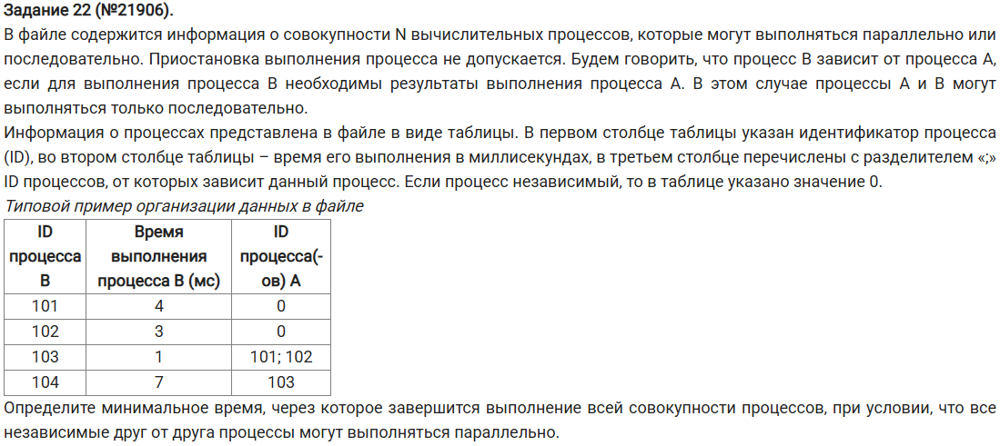 Задание 22 (№21906).
В файле содержится информация о совокупности N вычислительных процессов, которые могут выполняться параллельно или
последовательно. Приостановка выполнения процесса не допускается. Будем говорить, что процесс B зависит от процесса A,
если для выполнения процесса B необходимы результаты выполнения процесса A. В этом случае процессы A и B могут
выполняться только последовательно.
Информация о процессах представлена в файле в виде таблицы. В первом столбце таблицы указан идентификатор процесса
(ID), во втором столбце таблицы – время его выполнения в миллисекундах, в третьем столбце перечислены с разделителем «;»
ID процессов, от которых зависит данный процесс. Если процесс независимый, то в таблице указано значение 0.
Типовой пример организации данных в файле
ID процесса B | Время выполнения процесса B (мс) | ID процесса(-ов) A
101 4 0
102 3 0
103 1 101; 102
104 7 103
Определите минимальное время, через которое завершится выполнение всей совокупности процессов, при условии, что все
независимые друг от друга процессы могут выполняться параллельно.